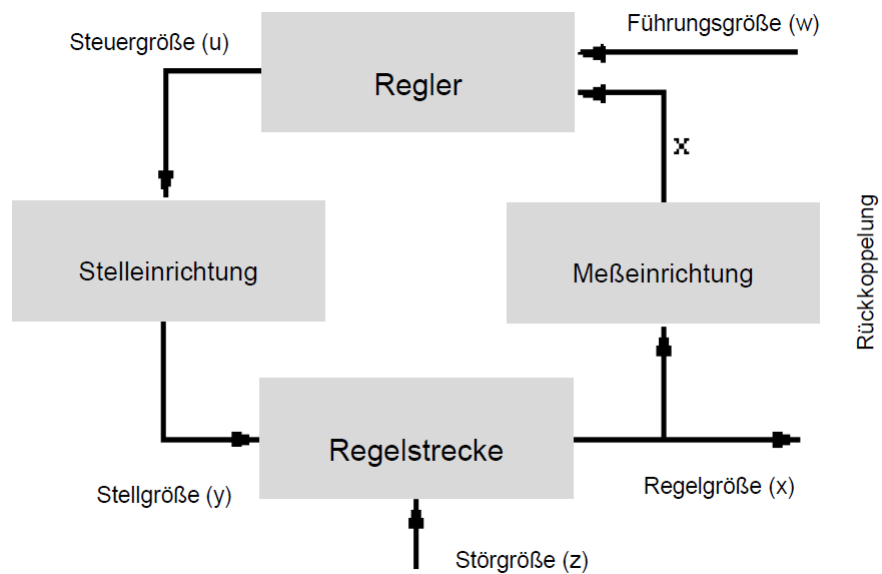 Steuergröße (u)
Führungsgröße (w)
Regler
x
Stelleinrichtung
Meßeinrichtung
Rückkoppelung
Regelstrecke
Stellgröße (y)
Regelgröße (x)
Störgröße (z)